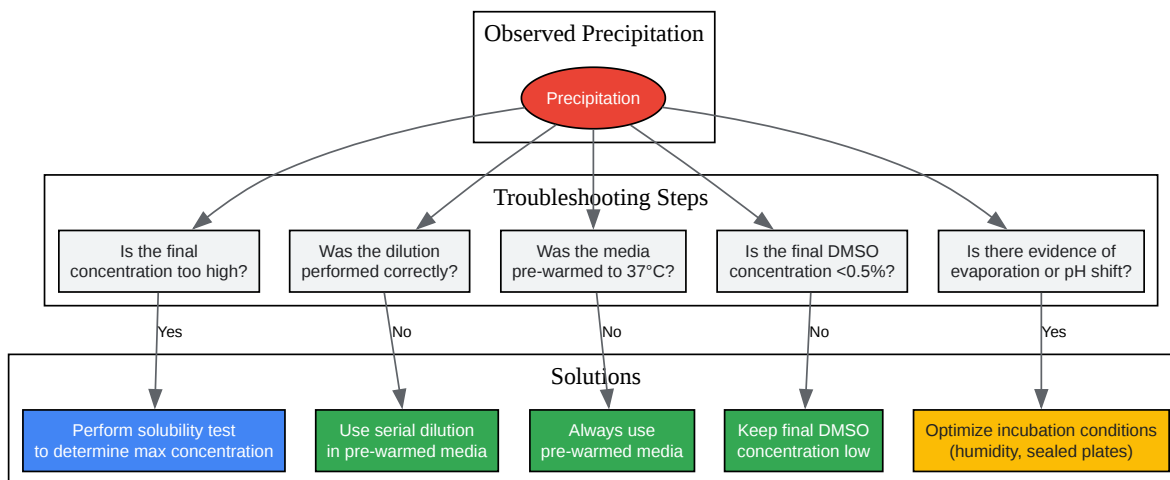 Observed Precipitation
Precipitation
Troubleshooting Steps
Is the final
concentration too high?
Was the dilution
performed correctly?
Was the media
pre-warmed to 37°C?
Is the final DMSO
concentration <0.5%?
Is there evidence of
evaporation or pH shift?
Yes
No
No
No
Yes
Solutions
Perform solubility test
to determine max concentration
Use serial dilution
in pre-warmed media
Always use
pre-warmed media
Keep final DMSO
concentration low
Optimize incubation conditions
(humidity, sealed plates)